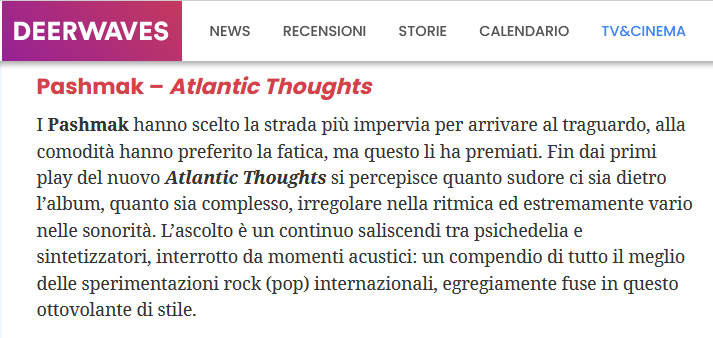 DEERWAVES NEWS RECENSIONI STORIE CALENDARIO TV&CINEMA
Pashmak – Atlantic Thoughts
I Pashmak hanno scelto la strada più impervia per arrivare al traguardo, alla
comodità hanno preferito la fatica, ma questo li ha premiati. Fin dai primi
play del nuovo Atlantic Thoughts si percepisce quanto sudore ci sia dietro
l’album, quanto sia complesso, irregolare nella ritmica ed estremamente vario
nelle sonorità. L’ascolto è un continuo saliscendi tra psichedelia e
sintetizzatori, interrotto da momenti acustici: un compendio di tutto il meglio
delle sperimentazioni rock (pop) internazionali, egregiamente fuse in questo
ottovolante di stile.